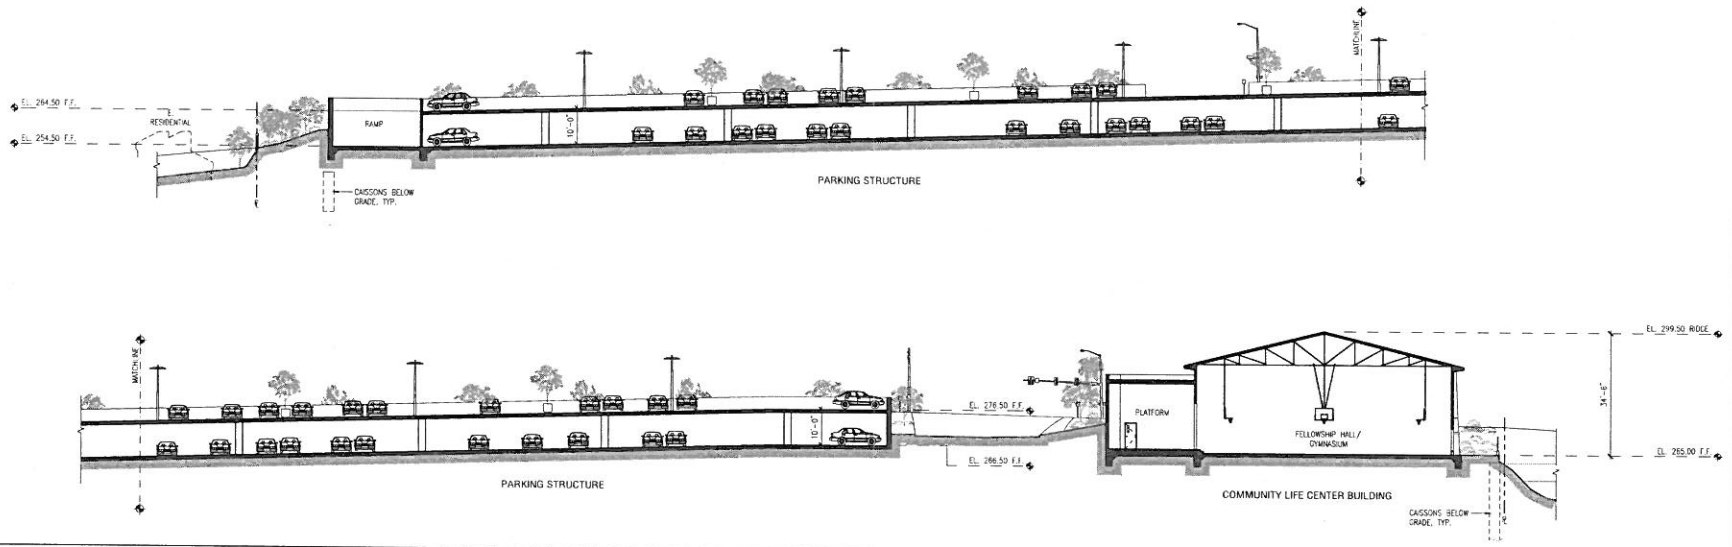 MATCHLINE
EL. 264.50 F.F.
E.
RESIDENTIAL
RAMP
10'-0"
EL. 254.50 F.F.
PARKING STRUCTURE
CAISSONS BELOW
GRADE, TYP.
MATCHLINE
EL. 299.50 RIDGE
34'-6"
EL. 276.50 F.F.
PLATFORM
10'-0"
FELLOWSHIP HALL/
GYMNASIUM
EL. 265.00 F.F.
EL. 266.50 F.F.
PARKING STRUCTURE
COMMUNITY LIFE CENTER BUILDING
CAISSONS BELOW
GRADE, TYP.